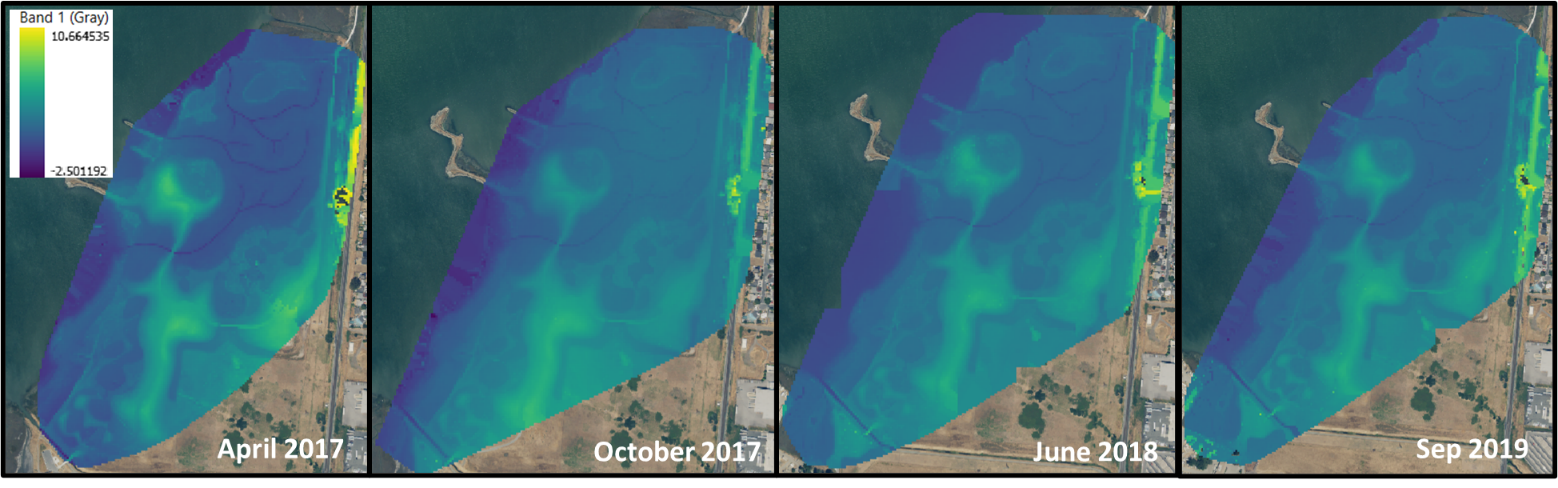 Band 1 (Gray)
10.664535
-2.501192
April 2017
October 2017
June 2018
Sep 2019